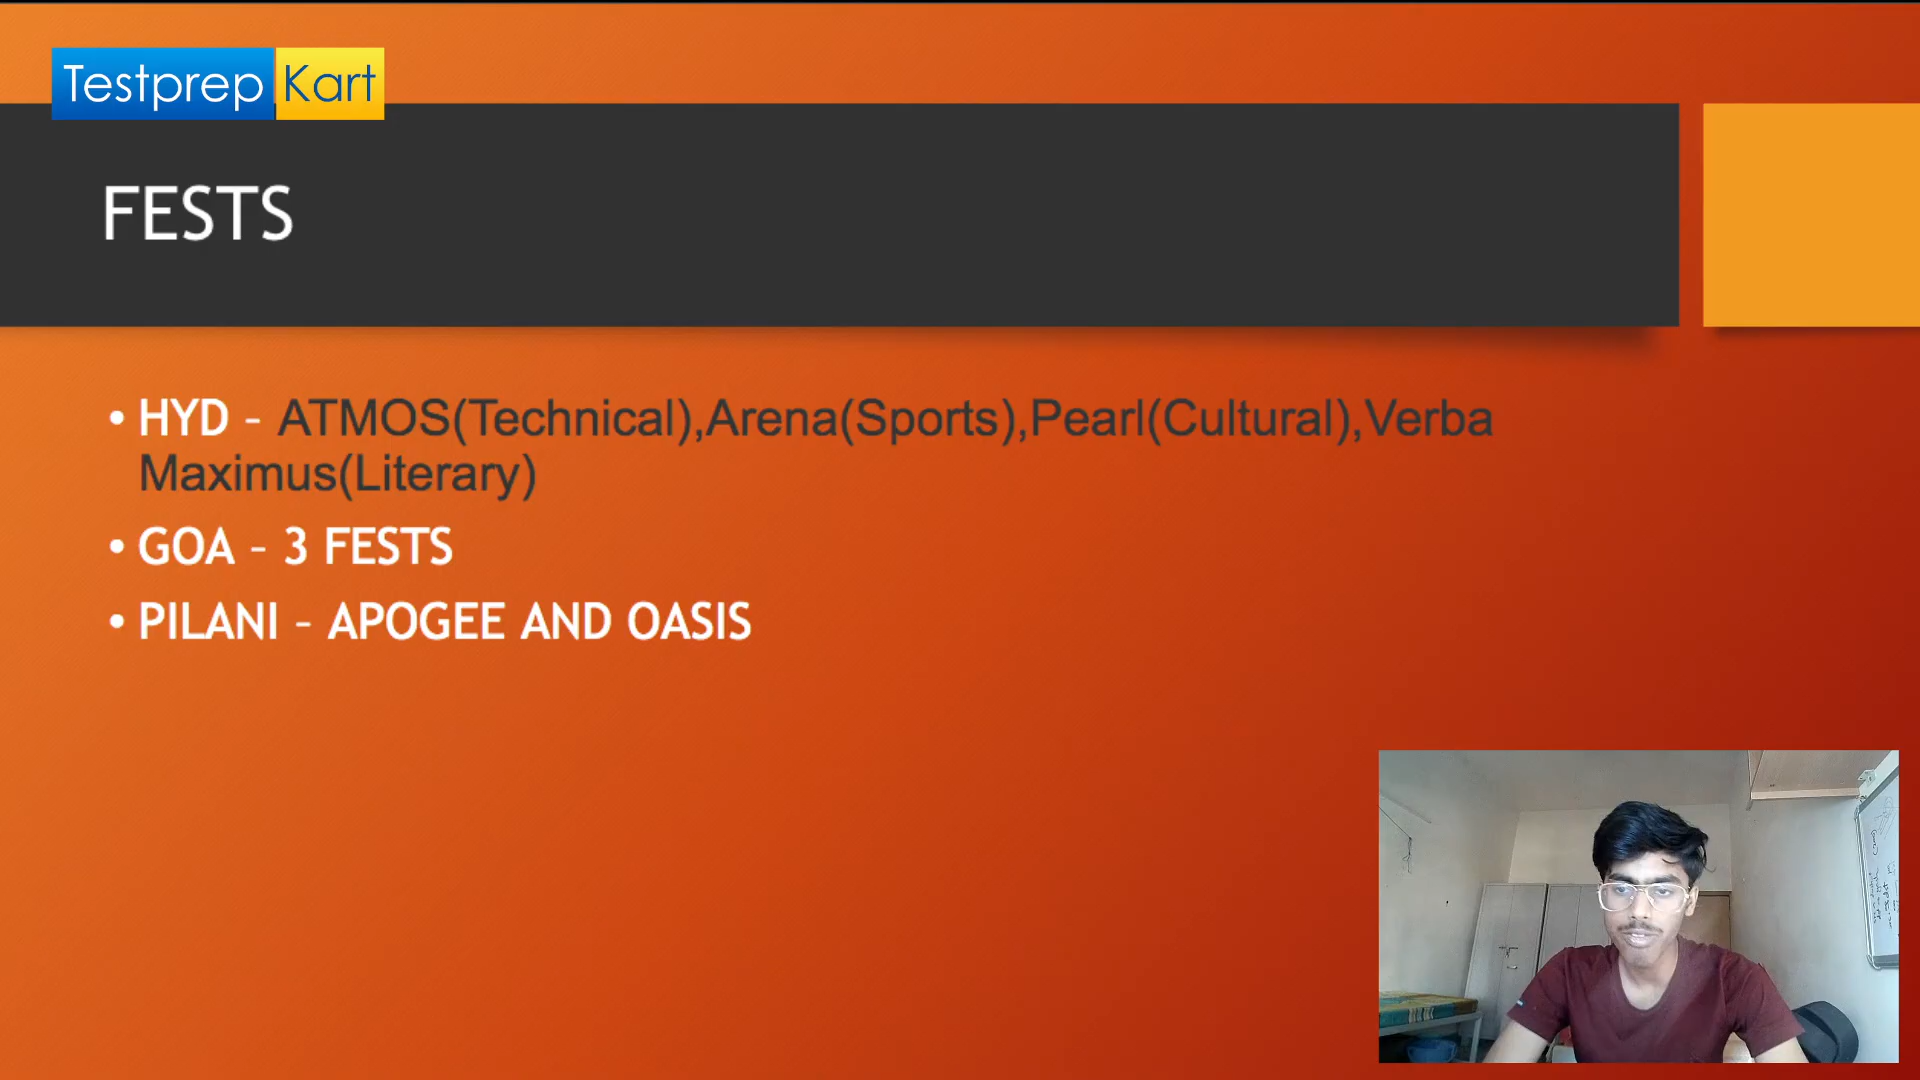 Testprep Kart
FESTS
• HYD – ATMOS(Technical),Arena(Sports),Pearl(Cultural),Verba
Maximus(Literary)
• GOA – 3 FESTS
• PILANI – APOGEE AND OASIS